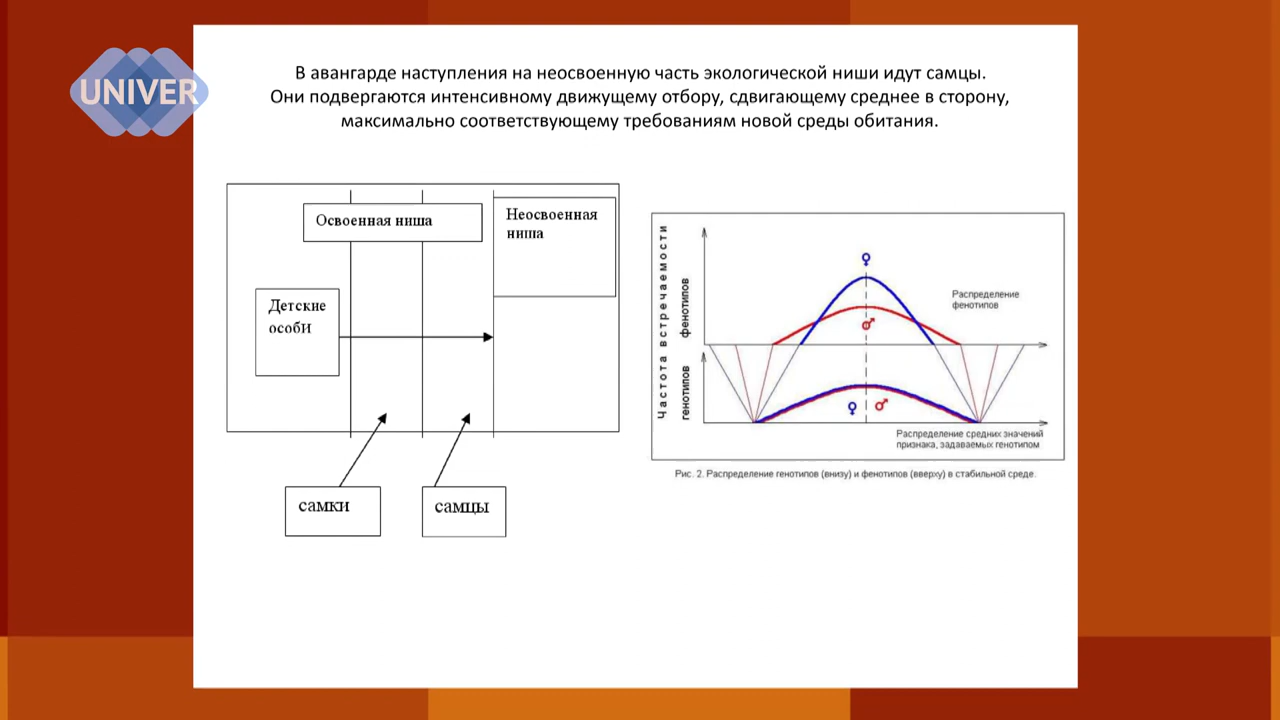 UNIVER
В авангарде наступления на неосвоенную часть экологической ниши идут самцы.
Они подвергаются интенсивному движущему отбору, сдвигающему среднее в сторону,
максимально соответствующему требованиям новой среды обитания.
Освоенная ниша
Неосвоенная
ниша
Детские
особи
самки
самцы
Частота встречаемости
фенотипов
генотипов
♀
♂
Распределение
фенотипов
♀ ♂
Распределение средних значений
признака, задаваемых генотипом
Рис. 2. Распределение генотипов (внизу) и фенотипов (вверху) в стабильной среде.